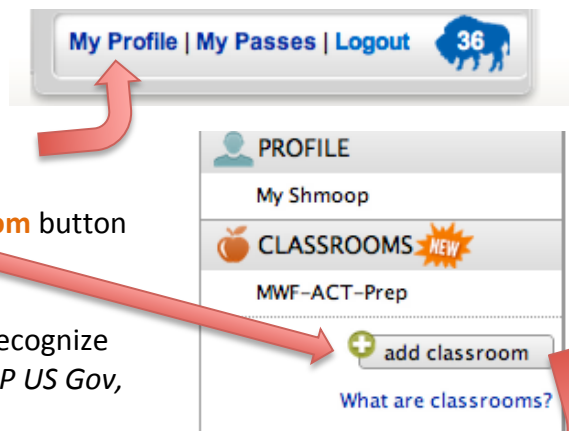 My Profile | My Passes | Logout 36
PROFILE
My Shmoop
om button
CLASSROOMS NEW
MWF-ACT-Prep
ecognize
add classroom
P US Gov,
What are classrooms?